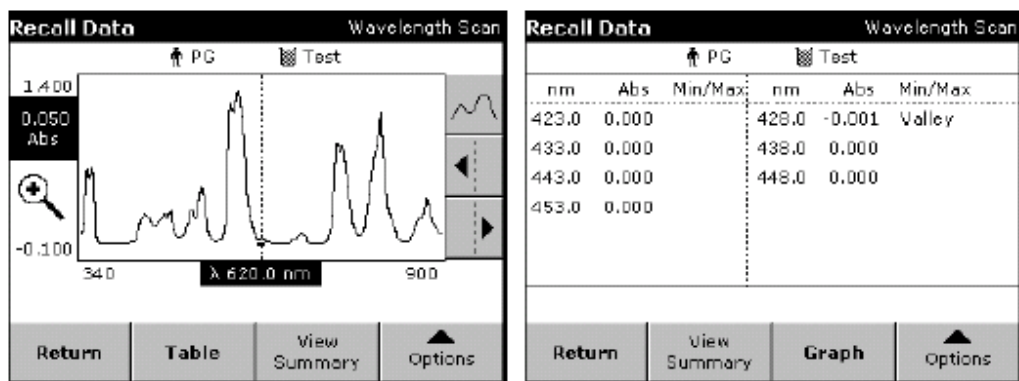 Recall Data Wavelength Scan
PG Test
1.400
0.050
Abs
-0.100
340 λ 620.0 nm 900
Return Table View Summary Options
Recall Data Wavelength Scan
PG Test
nm Abs Min/Max nm Abs Min/Max
423.0 0.000 428.0 -0.001 Valley
433.0 0.000 438.0 0.000
443.0 0.000 448.0 0.000
453.0 0.000
Return View Summary Graph Options